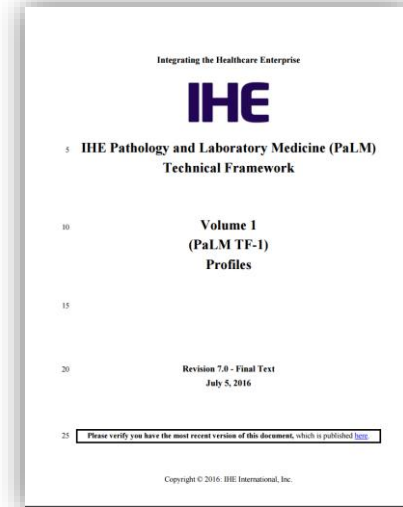 Integrating the Healthcare Enterprise
IHE
5 IHE Pathology and Laboratory Medicine (PaLM)
Technical Framework
10 Volume 1
(PaLM TF-1)
Profiles
15
20 Revision 7.0 - Final Text
July 5, 2016
25 Please verify you have the most recent version of this document, which is published here.
Copyright © 2016: IHE International, Inc.